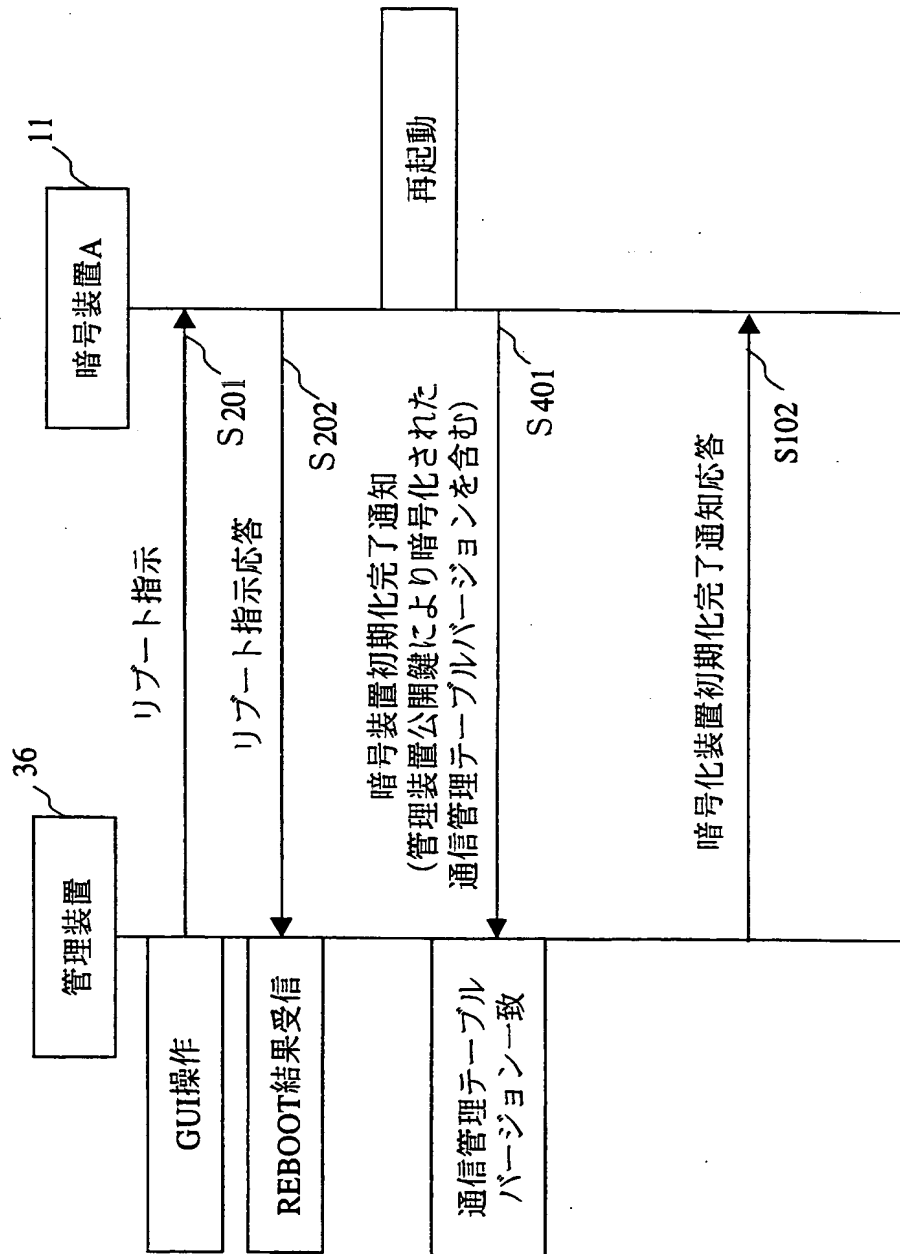 36
管理装置
11
暗号装置A
GUI操作
リブート指示
S201
REBOOT結果受信
リブート指示応答
S202
再起動
暗号装置初期化完了通知
(管理装置公開鍵により暗号化された
通信管理テーブルバージョンを含む)
S401
通信管理テーブル
バージョン一致
暗号化装置初期化完了通知応答
S102